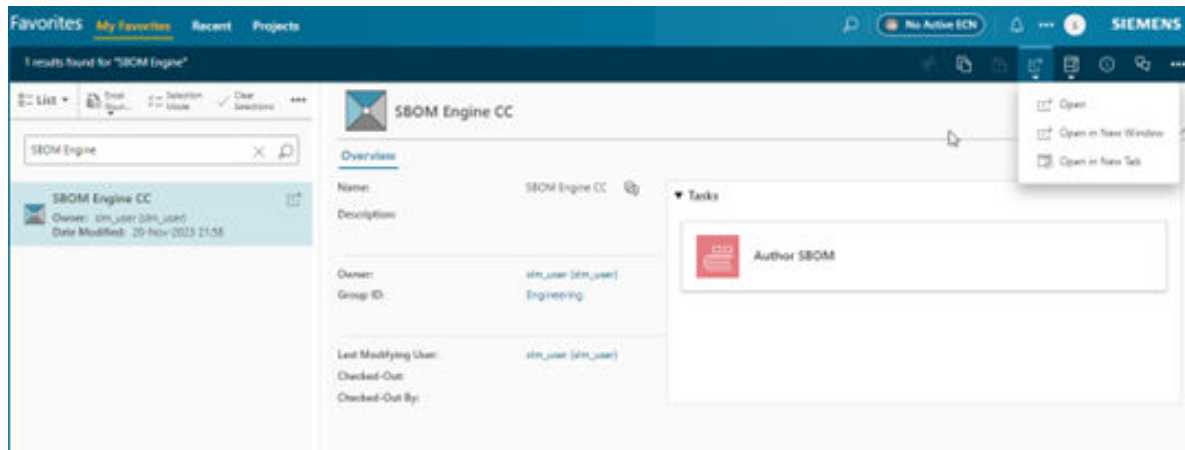 Favorites My Favorites Recent Projects No Active ECN S SIEMENS
1 results found for "SBOM Engine"
List Selection Mode Clear Selections
SBOM Engine
SBOM Engine CC
Owner: slm_user (slm_user)
Date Modified: 20-Nov-2023 21:58
SBOM Engine CC
Overview
Name: SBOM Engine CC
Description:
Owner: slm_user (slm_user)
Group ID: Engineering
Last Modifying User: slm_user (slm_user)
Checked-Out:
Checked-Out By:
Tasks
Author SBOM
Open
Open in New Window
Open in New Tab